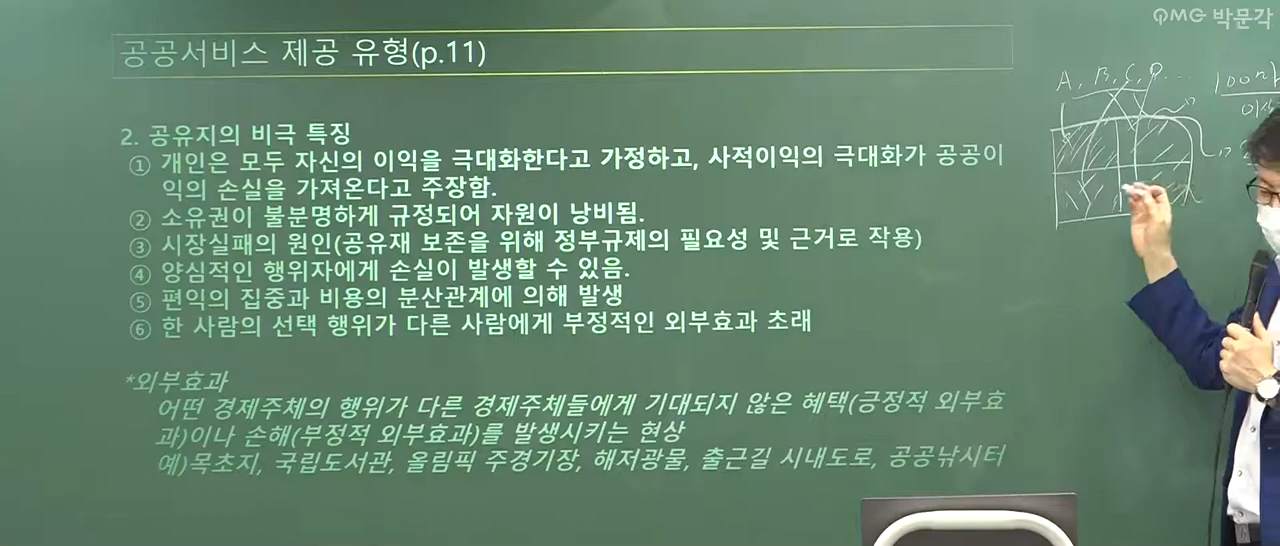 PMG 박문각
공공서비스 제공 유형(p.11)
A, B, C, D...
100마
이상
2. 공유지의 비극 특징
① 개인은 모두 자신의 이익을 극대화한다고 가정하고, 사적이익의 극대화가 공공이
익의 손실을 가져온다고 주장함.
② 소유권이 불분명하게 규정되어 자원이 낭비됨.
③ 시장실패의 원인(공유재 보존을 위해 정부규제의 필요성 및 근거로 작용)
④ 양심적인 행위자에게 손실이 발생할 수 있음.
⑤ 편익의 집중과 비용의 분산관계에 의해 발생
⑥ 한 사람의 선택 행위가 다른 사람에게 부정적인 외부효과 초래
*외부효과
어떤 경제주체의 행위가 다른 경제주체들에게 기대되지 않은 혜택(긍정적 외부효
과)이나 손해(부정적 외부효과)를 발생시키는 현상
예)목초지, 국립도서관, 올림픽 주경기장, 해저광물, 출근길 시내도로, 공공낚시터